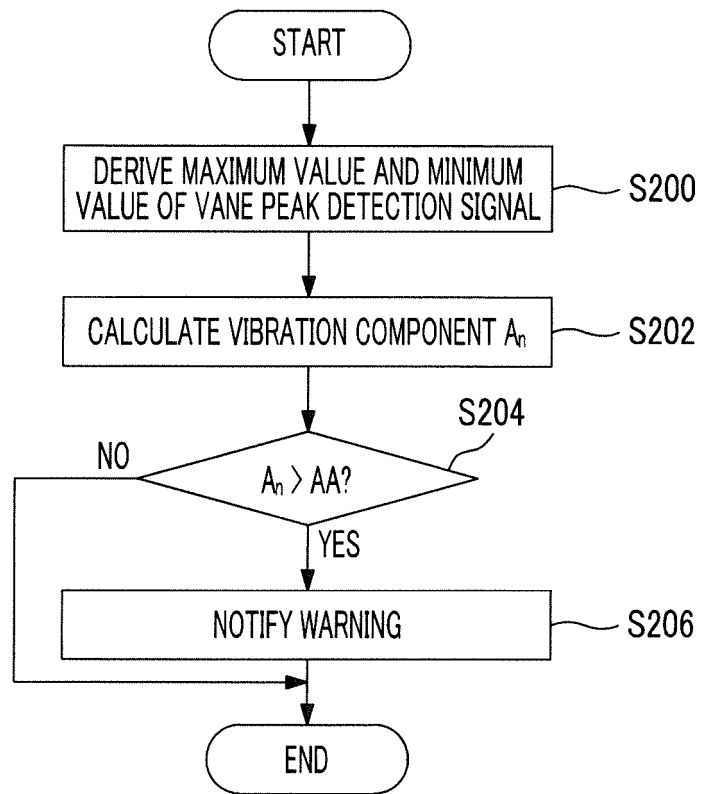 START
DERIVE MAXIMUM VALUE AND MINIMUM
VALUE OF VANE PEAK DETECTION SIGNAL
S200
CALCULATE VIBRATION COMPONENT Aₙ
S202
S204
NO
Aₙ > AA?
YES
NOTIFY WARNING
S206
END